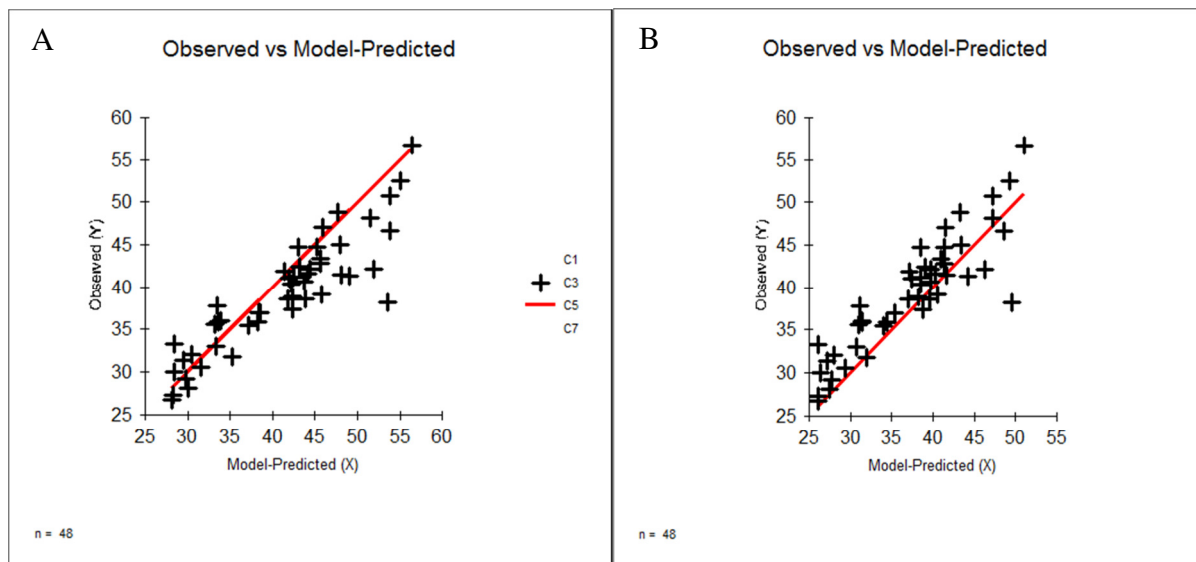 A
Observed vs Model-Predicted
60
55
50
45
40
35
30
25
Observed (Y)
25 30 35 40 45 50 55 60
Model-Predicted (X)
C1
C3
C5
C7
n = 48
B
Observed vs Model-Predicted
60
55
50
45
40
35
30
25
Observed (Y)
25 30 35 40 45 50 55
Model-Predicted (X)
n = 48